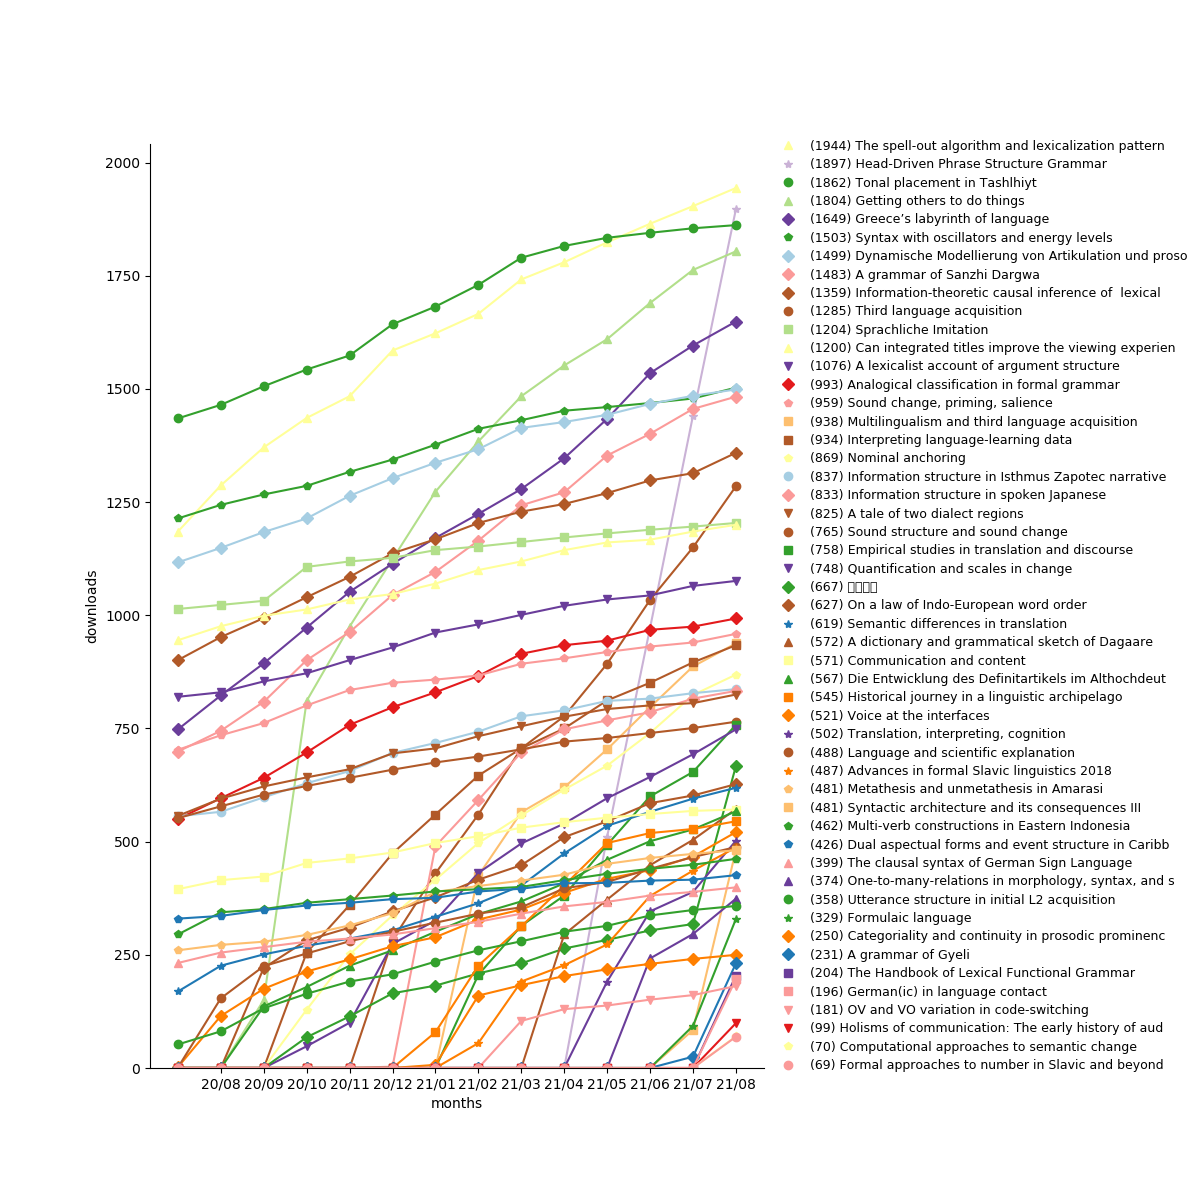 2000
1750
1500
1250
1000
750
500
250
0
downloads
20/08 20/09 20/10 20/11 20/12 21/01 21/02 21/03 21/04 21/05 21/06 21/07 21/08
months
(1944) The spell-out algorithm and lexicalization pattern
(1897) Head-Driven Phrase Structure Grammar
(1862) Tonal placement in Tashlhiyt
(1804) Getting others to do things
(1649) Greece’s labyrinth of language
(1503) Syntax with oscillators and energy levels
(1499) Dynamische Modellierung von Artikulation und proso
(1483) A grammar of Sanzhi Dargwa
(1359) Information-theoretic causal inference of  lexical
(1285) Third language acquisition
(1204) Sprachliche Imitation
(1200) Can integrated titles improve the viewing experien
(1076) A lexicalist account of argument structure
(993) Analogical classification in formal grammar
(959) Sound change, priming, salience
(938) Multilingualism and third language acquisition
(934) Interpreting language-learning data
(869) Nominal anchoring
(837) Information structure in Isthmus Zapotec narrative
(833) Information structure in spoken Japanese
(825) A tale of two dialect regions
(765) Sound structure and sound change
(758) Empirical studies in translation and discourse
(748) Quantification and scales in change
(667)
(627) On a law of Indo-European word order
(619) Semantic differences in translation
(572) A dictionary and grammatical sketch of Dagaare
(571) Communication and content
(567) Die Entwicklung des Definitartikels im Althochdeut
(545) Historical journey in a linguistic archipelago
(521) Voice at the interfaces
(502) Translation, interpreting, cognition
(488) Language and scientific explanation
(487) Advances in formal Slavic linguistics 2018
(481) Metathesis and unmetathesis in Amarasi
(481) Syntactic architecture and its consequences III
(462) Multi-verb constructions in Eastern Indonesia
(426) Dual aspectual forms and event structure in Caribb
(399) The clausal syntax of German Sign Language
(374) One-to-many-relations in morphology, syntax, and s
(358) Utterance structure in initial L2 acquisition
(329) Formulaic language
(250) Categoriality and continuity in prosodic prominenc
(231) A grammar of Gyeli
(204) The Handbook of Lexical Functional Grammar
(196) German(ic) in language contact
(181) OV and VO variation in code-switching
(99) Holisms of communication: The early history of aud
(70) Computational approaches to semantic change
(69) Formal approaches to number in Slavic and beyond